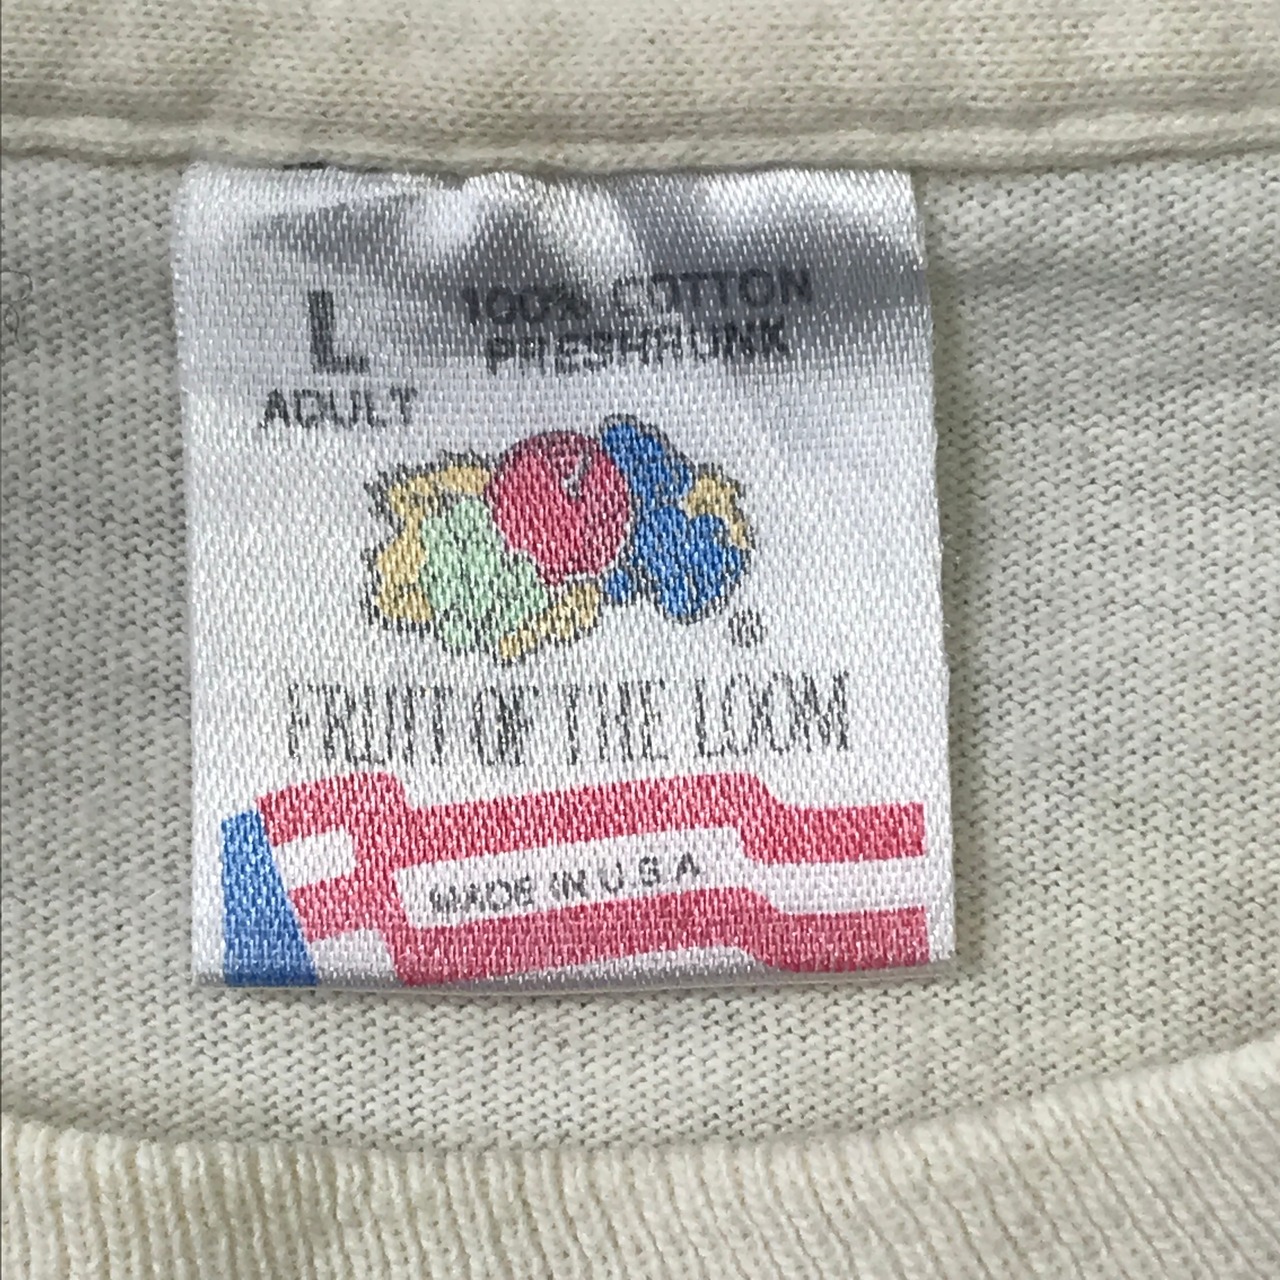 L
ADULT
100% COTTON
PRESHRUNK
®
FRUIT OF THE LOOM
MADE IN U.S.A